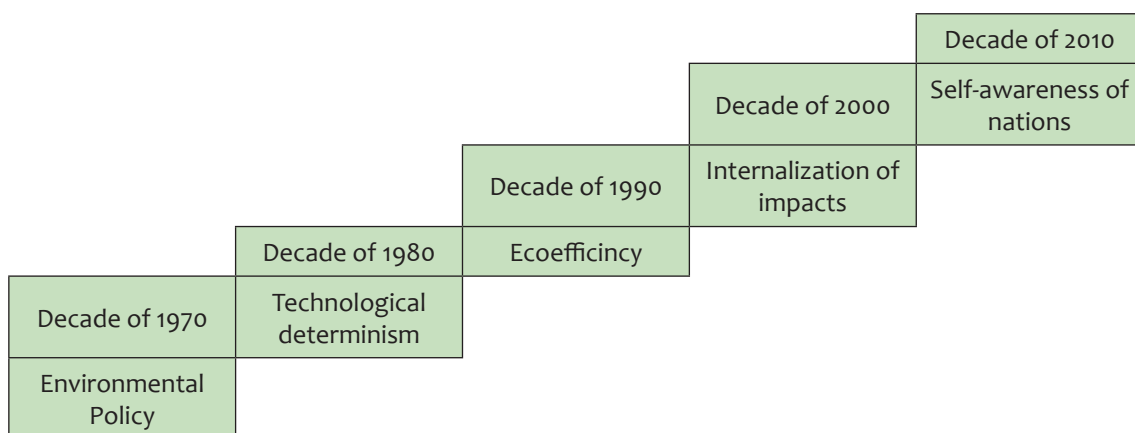 Decade of 1970
Environmental
Policy
Decade of 1980
Technological
determinism
Decade of 1990
Ecoefficincy
Decade of 2000
Internalization of
impacts
Decade of 2010
Self-awareness of
nations